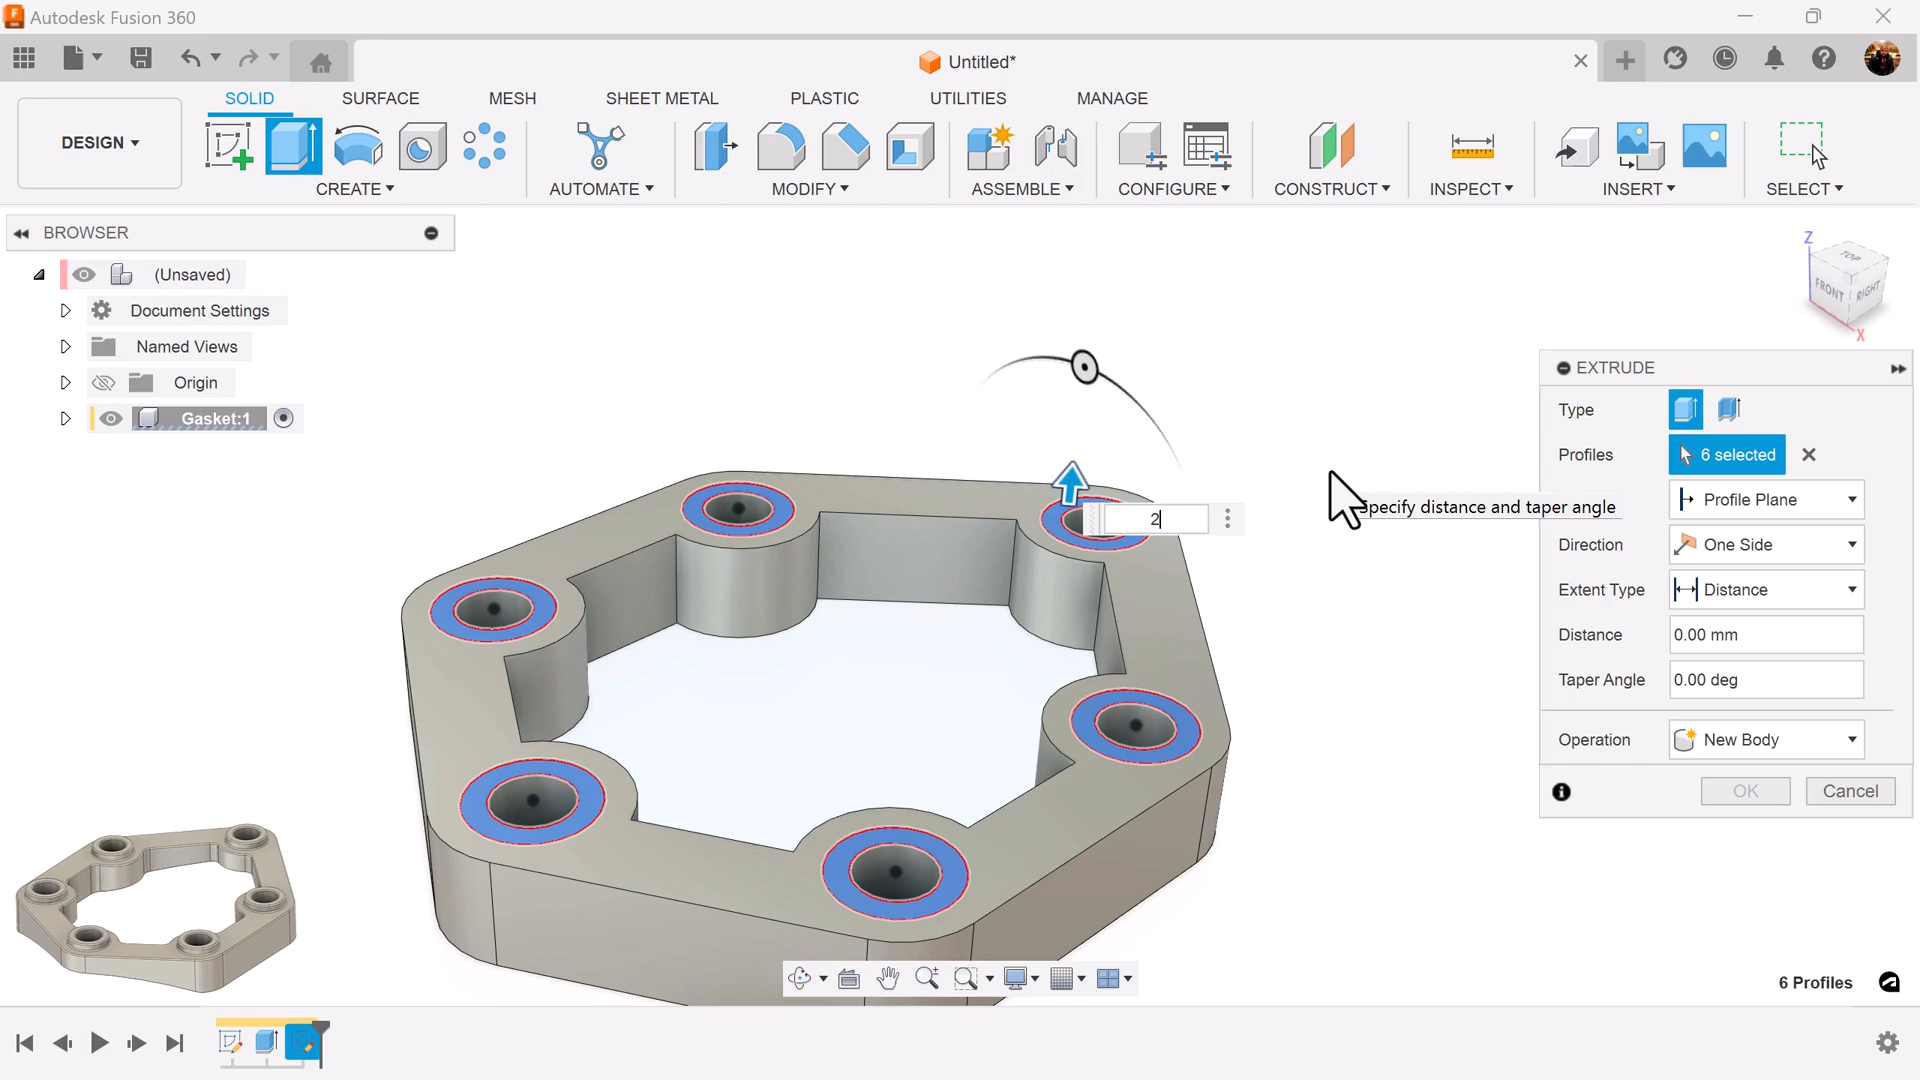 Autodesk Fusion 360
Untitled*
SOLID SURFACE MESH SHEET METAL PLASTIC UTILITIES MANAGE
DESIGN
CREATE AUTOMATE MODIFY ASSEMBLE CONFIGURE CONSTRUCT INSPECT INSERT SELECT
BROWSER
(Unsaved)
Document Settings
Named Views
Origin
Gasket:1
Z
TOP
FRONT RIGHT
X
2
Specify distance and taper angle
EXTRUDE
Type
Profiles 6 selected
Profile Plane
Direction One Side
Extent Type Distance
Distance 0.00 mm
Taper Angle 0.00 deg
Operation New Body
OK Cancel
6 Profiles